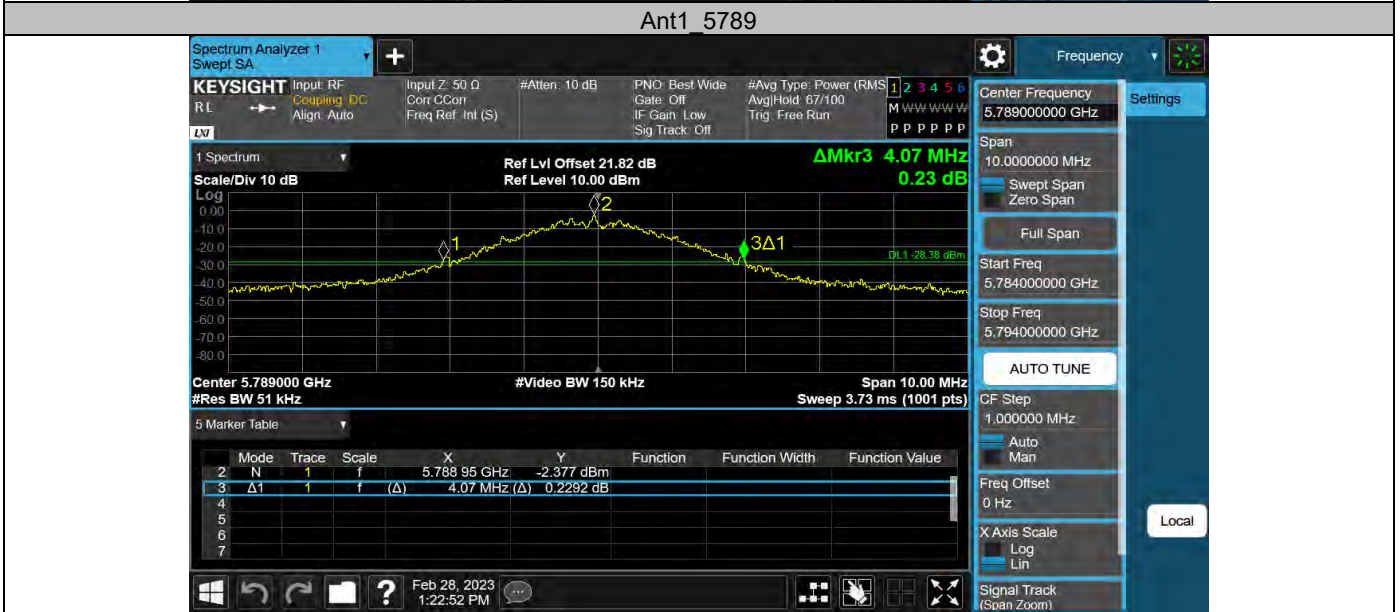 Ant1_5789
Spectrum Analyzer 1
Swept SA
+
Frequency
KEYSIGHT
RL
LXI
Input: RF
Coupling: DC
Align: Auto
Input Z: 50 Ω
Corr CCorr
Freq Ref: Int (S)
#Atten: 10 dB
PNO: Best Wide
Gate: Off
IF Gain: Low
Sig Track: Off
#Avg Type: Power (RMS
Avg|Hold: 67/100
Trig: Free Run
1 2 3 4 5 6
M W W W W W
P P P P P P
Center Frequency
5.789000000 GHz
Settings
1 Spectrum
Scale/Div 10 dB
Log
Ref Lvl Offset 21.82 dB
Ref Level 10.00 dBm
ΔMkr3 4.07 MHz
0.23 dB
Span
10.0000000 MHz
Swept Span
Zero Span
Full Span
0.00
-10.0
-20.0
-30.0
-40.0
-50.0
-60.0
-70.0
-80.0
1
2
3Δ1
DL1 -28.38 dBm
Start Freq
5.784000000 GHz
Stop Freq
5.794000000 GHz
AUTO TUNE
Center 5.789000 GHz
#Res BW 51 kHz
#Video BW 150 kHz
Span 10.00 MHz
Sweep 3.73 ms (1001 pts)
CF Step
1.000000 MHz
Auto
Man
5 Marker Table
Mode Trace Scale X Y Function Function Width Function Value
2 N 1 f 5.788 95 GHz -2.377 dBm
3 Δ1 1 f (Δ) 4.07 MHz (Δ) 0.2292 dB
4
5
6
7
Freq Offset
0 Hz
Local
X Axis Scale
Log
Lin
Signal Track
(Span Zoom)
?
Feb 28, 2023
1:22:52 PM